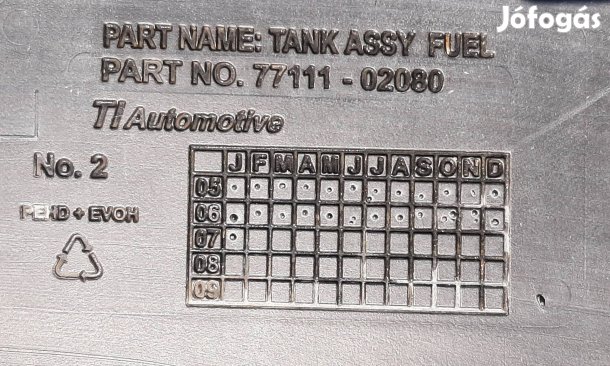 Jófogás
PART NAME: TANK ASSY FUEL
PART NO. 77111-02080
TI Automotive
No. 2
PEHD + EVOH
J F M A M J J A S O N D
05
06
07
08
09